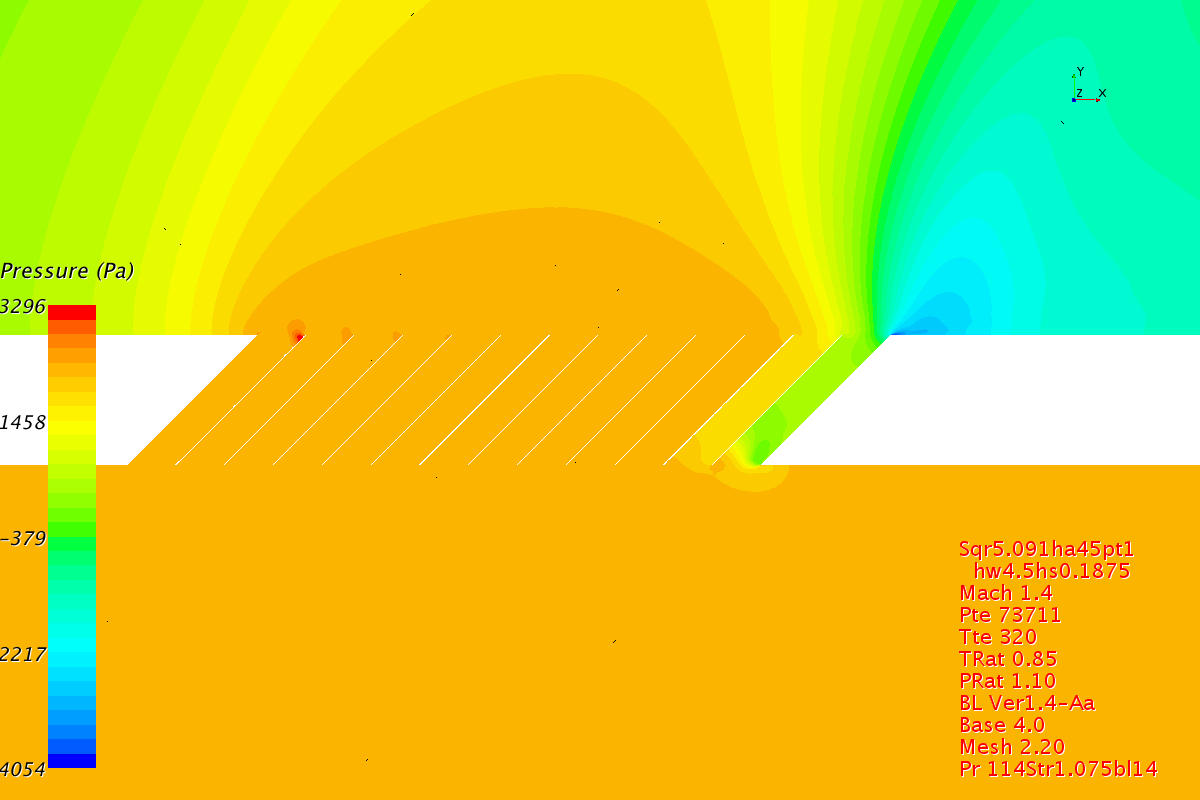 Y
Z X
Pressure (Pa)
3296
1458
-379
2217
4054
Sqr5.091ha45pt1
hw4.5hs0.1875
Mach 1.4
Pte 73711
Tte 320
TRat 0.85
PRat 1.10
BL Ver1.4-Aa
Base 4.0
Mesh 2.20
Pr 114Str1.075bl14